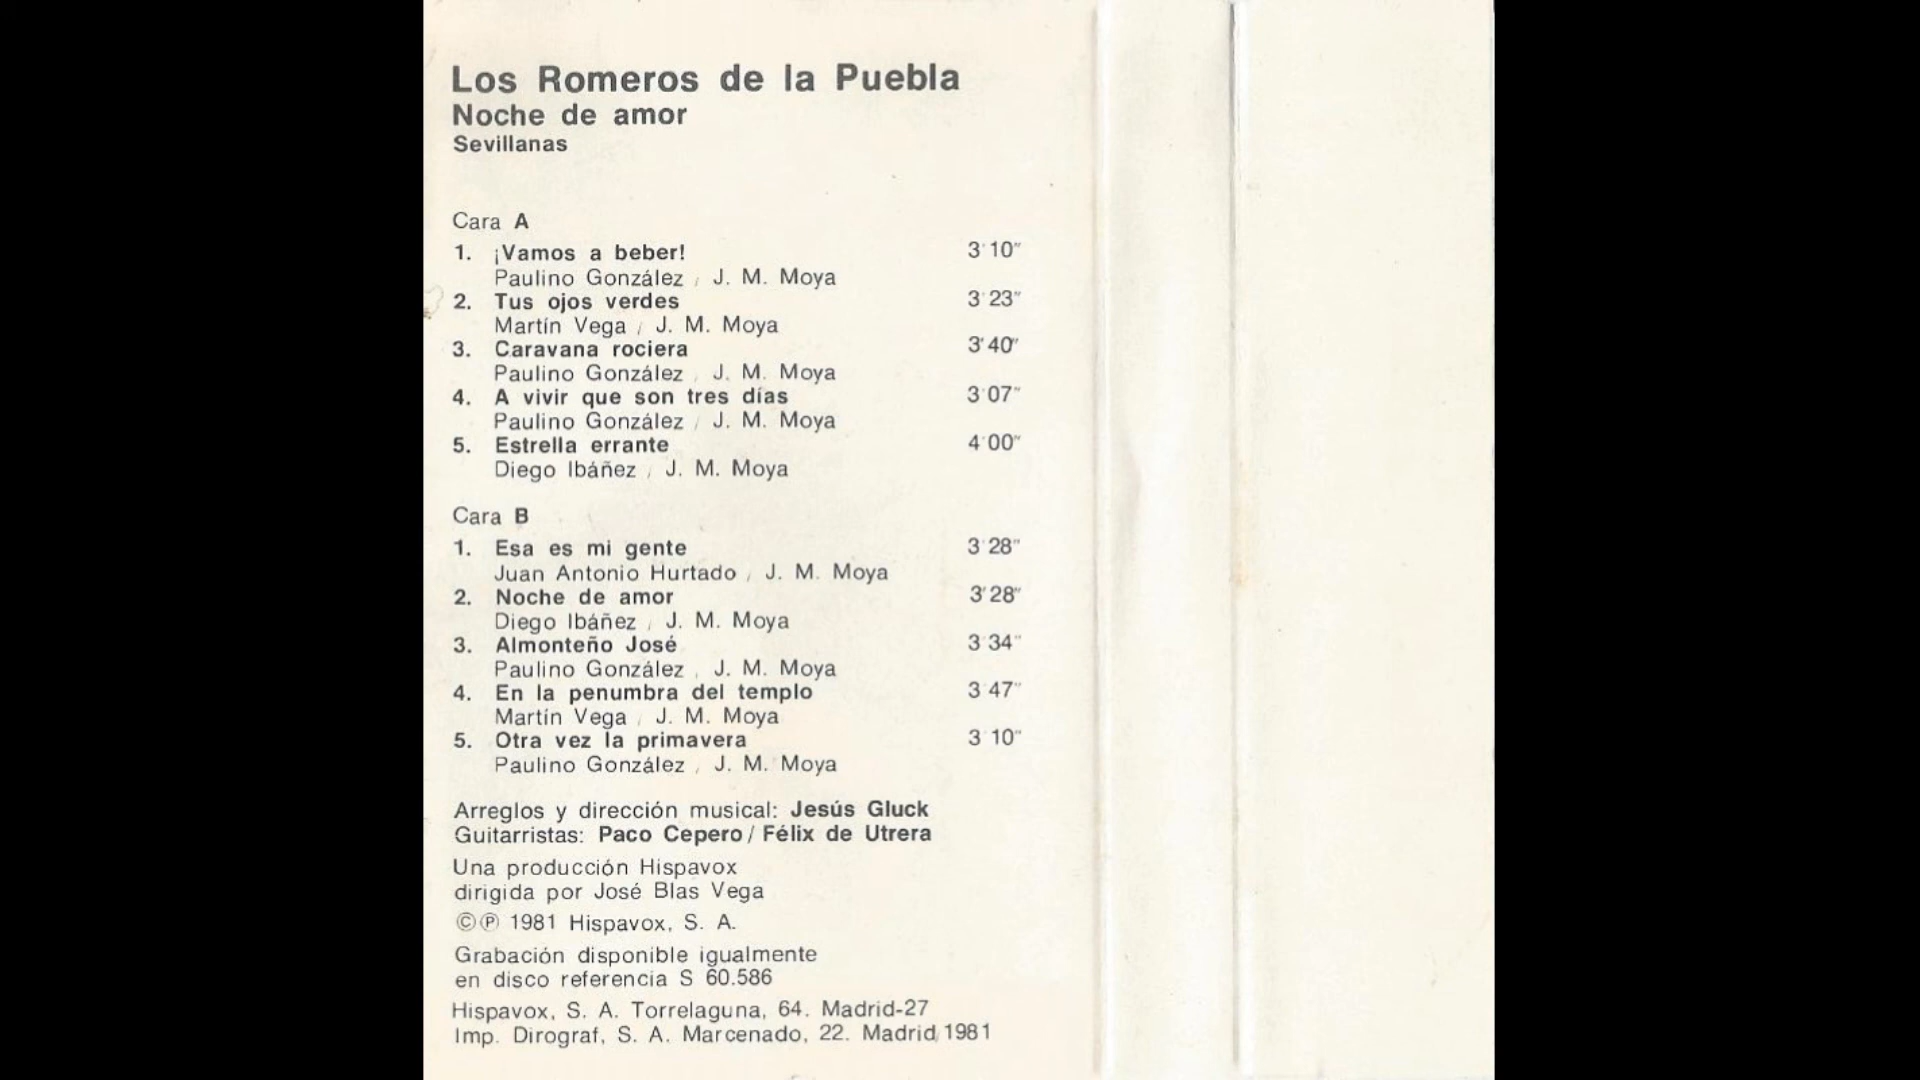 Los Romeros de la Puebla
Noche de amor
Sevillanas
Cara A
1. ¡Vamos a beber! 3'10"
Paulino González / J. M. Moya
2. Tus ojos verdes 3'23"
Martín Vega / J. M. Moya
3. Caravana rociera 3'40"
Paulino González / J. M. Moya
4. A vivir que son tres días 3'07"
Paulino González / J. M. Moya
5. Estrella errante 4'00"
Diego Ibáñez / J. M. Moya
Cara B
1. Esa es mi gente 3'28"
Juan Antonio Hurtado / J. M. Moya
2. Noche de amor 3'28"
Diego Ibáñez / J. M. Moya
3. Almonteño José 3'34"
Paulino González / J. M. Moya
4. En la penumbra del templo 3'47"
Martín Vega / J. M. Moya
5. Otra vez la primavera 3'10"
Paulino González / J. M. Moya
Arreglos y dirección musical: Jesús Gluck
Guitarristas: Paco Cepero / Félix de Utrera
Una producción Hispavox
dirigida por José Blas Vega
©℗ 1981 Hispavox, S. A.
Grabación disponible igualmente
en disco referencia S 60.586
Hispavox, S. A. Torrelaguna, 64. Madrid-27
Imp. Dirograf, S. A. Marcenado, 22. Madrid 1981